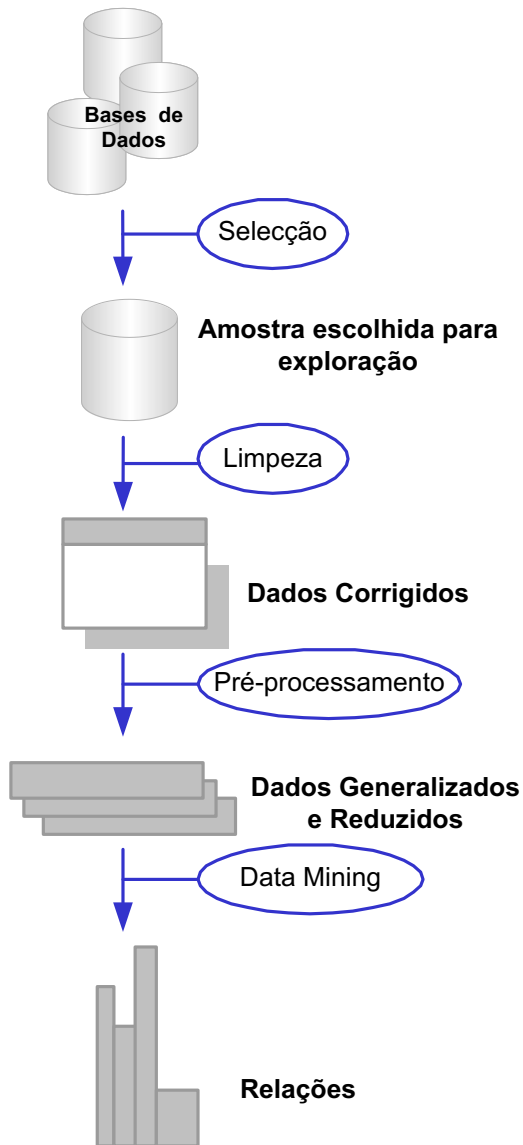 Bases de
Dados
Selecção
Amostra escolhida para
exploração
Limpeza
Dados Corrigidos
Pré-processamento
Dados Generalizados
e Reduzidos
Data Mining
Relações